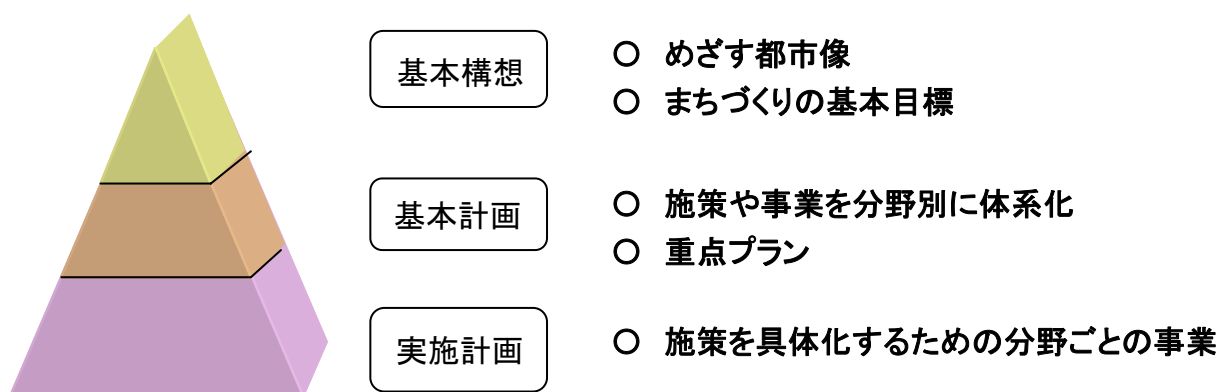 基本構想
○ めざす都市像
○ まちづくりの基本目標
基本計画
○ 施策や事業を分野別に体系化
○ 重点プラン
実施計画
○ 施策を具体化するための分野ごとの事業